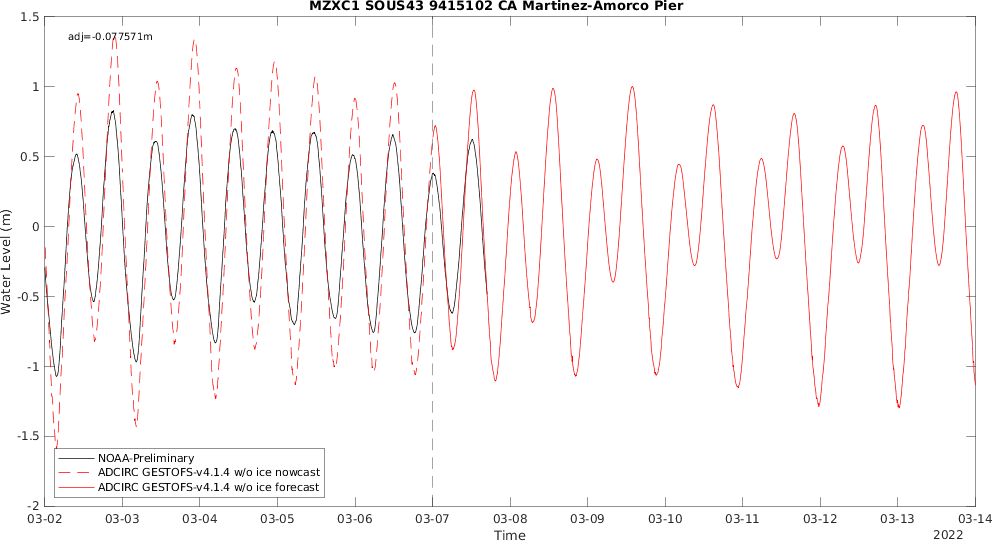 MZXC1 SOUS43 9415102 CA Martinez-Amorco Pier
adj=-0.077571m
1.5
1
0.5
0
-0.5
-1
-1.5
-2
Water Level (m)
NOAA-Preliminary
ADCIRC GESTOFS-v4.1.4 w/o ice nowcast
ADCIRC GESTOFS-v4.1.4 w/o ice forecast
03-02 03-03 03-04 03-05 03-06 03-07 03-08 03-09 03-10 03-11 03-12 03-13 03-14
Time
2022